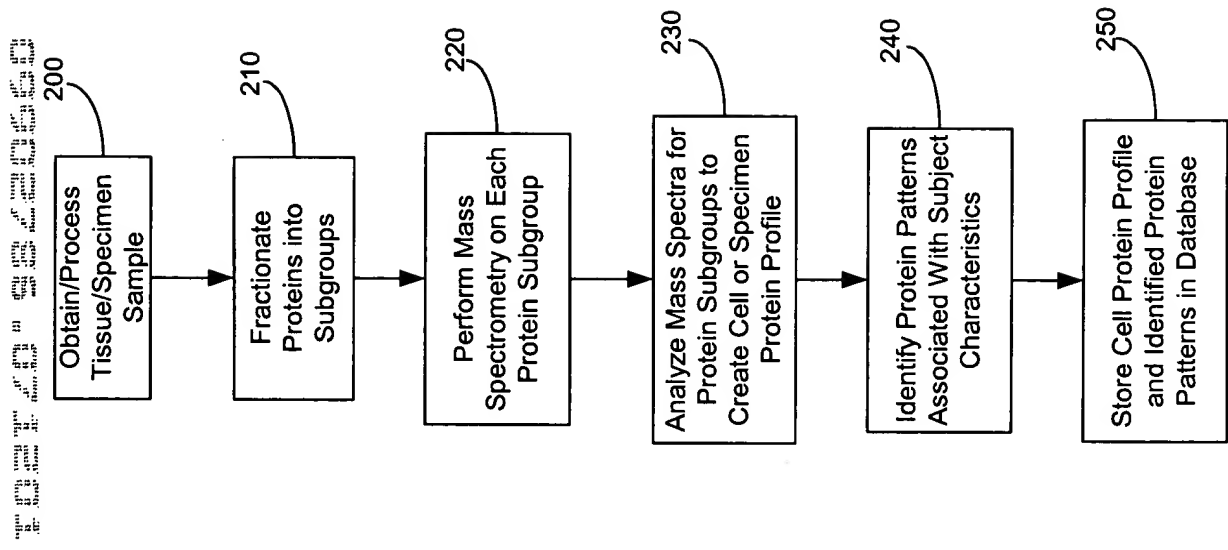 200
Obtain/Process
Tissue/Specimen
Sample
210
Fractionate
Proteins into
Subgroups
220
Perform Mass
Spectrometry on Each
Protein Subgroup
230
Analyze Mass Spectra for
Protein Subgroups to
Create Cell or Specimen
Protein Profile
240
Identify Protein Patterns
Associated With Subject
Characteristics
250
Store Cell Protein Profile
and Identified Protein
Patterns in Database